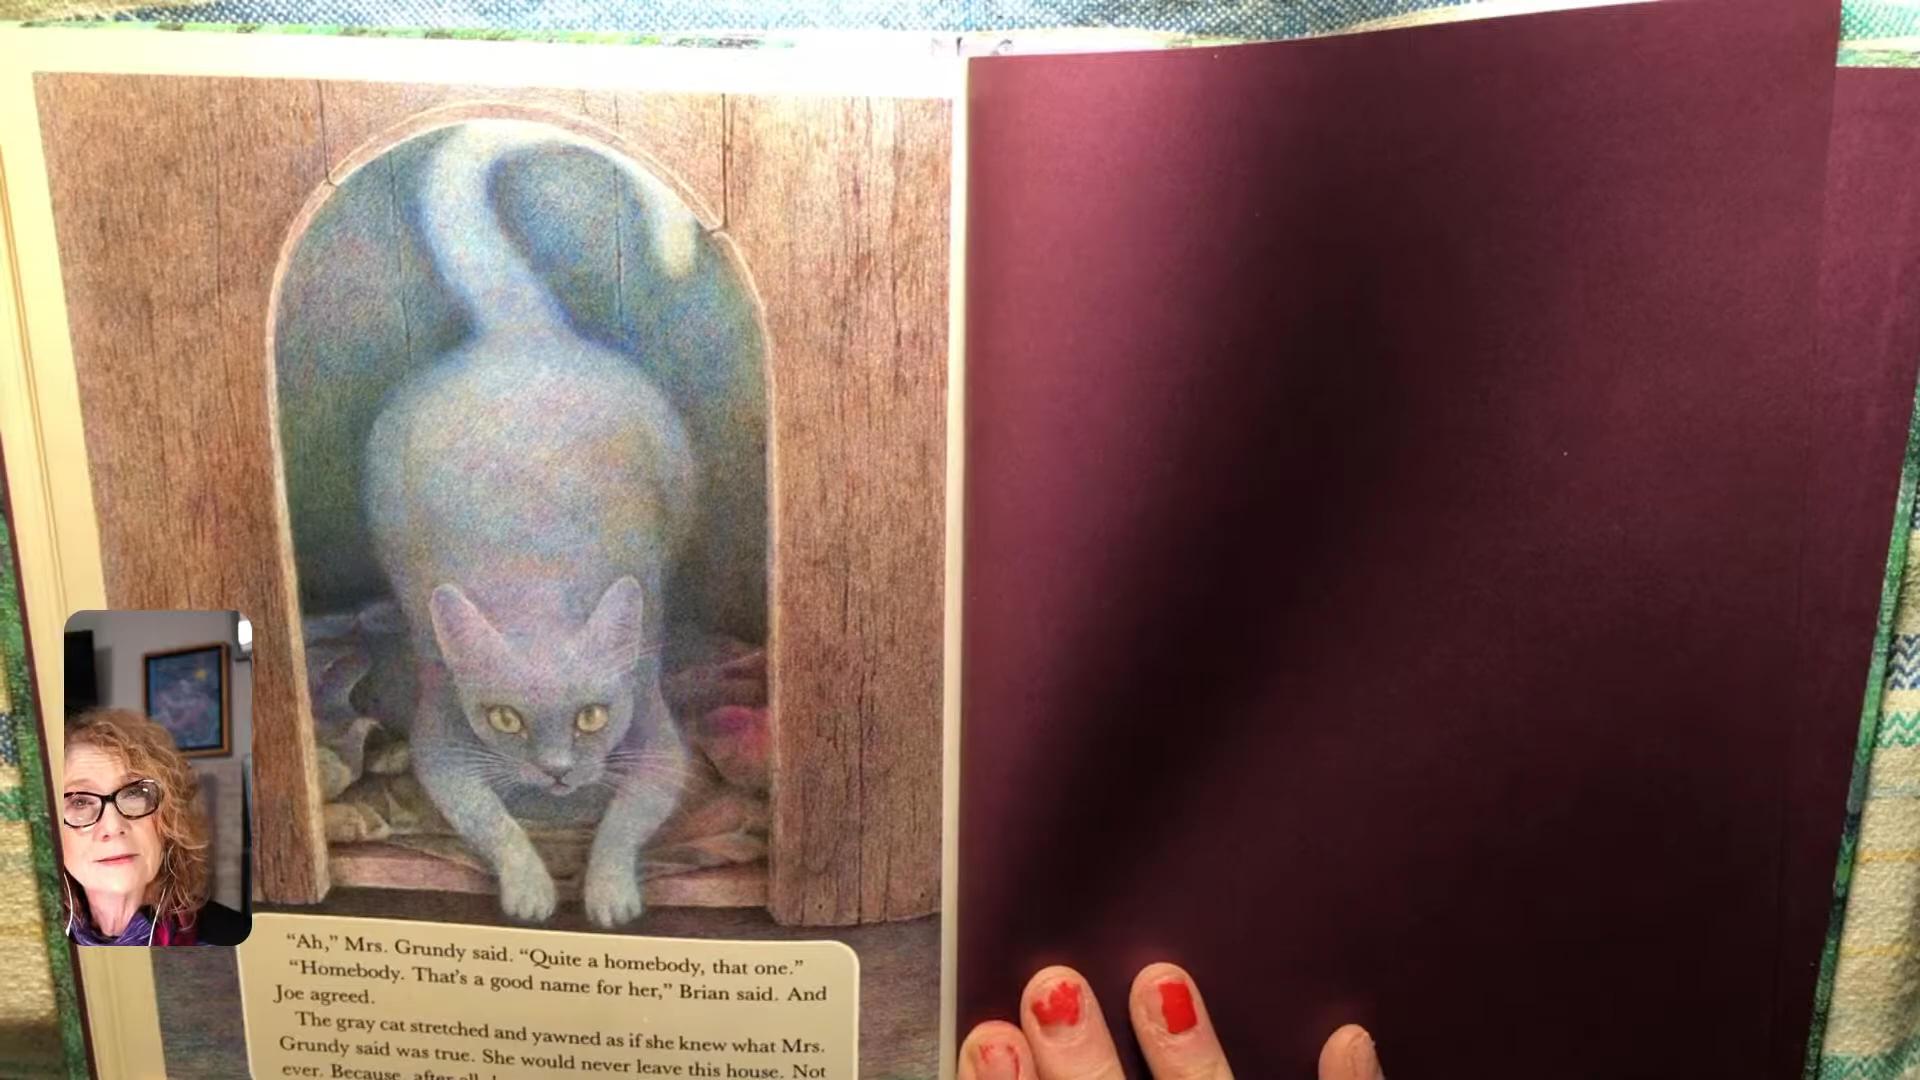 “Ah,” Mrs. Grundy said. “Quite a homebody, that one.”
“Homebody. That’s a good name for her,” Brian said. And
Joe agreed.
The gray cat stretched and yawned as if she knew what Mrs.
Grundy said was true. She would never leave this house. Not
ever. Because, after all